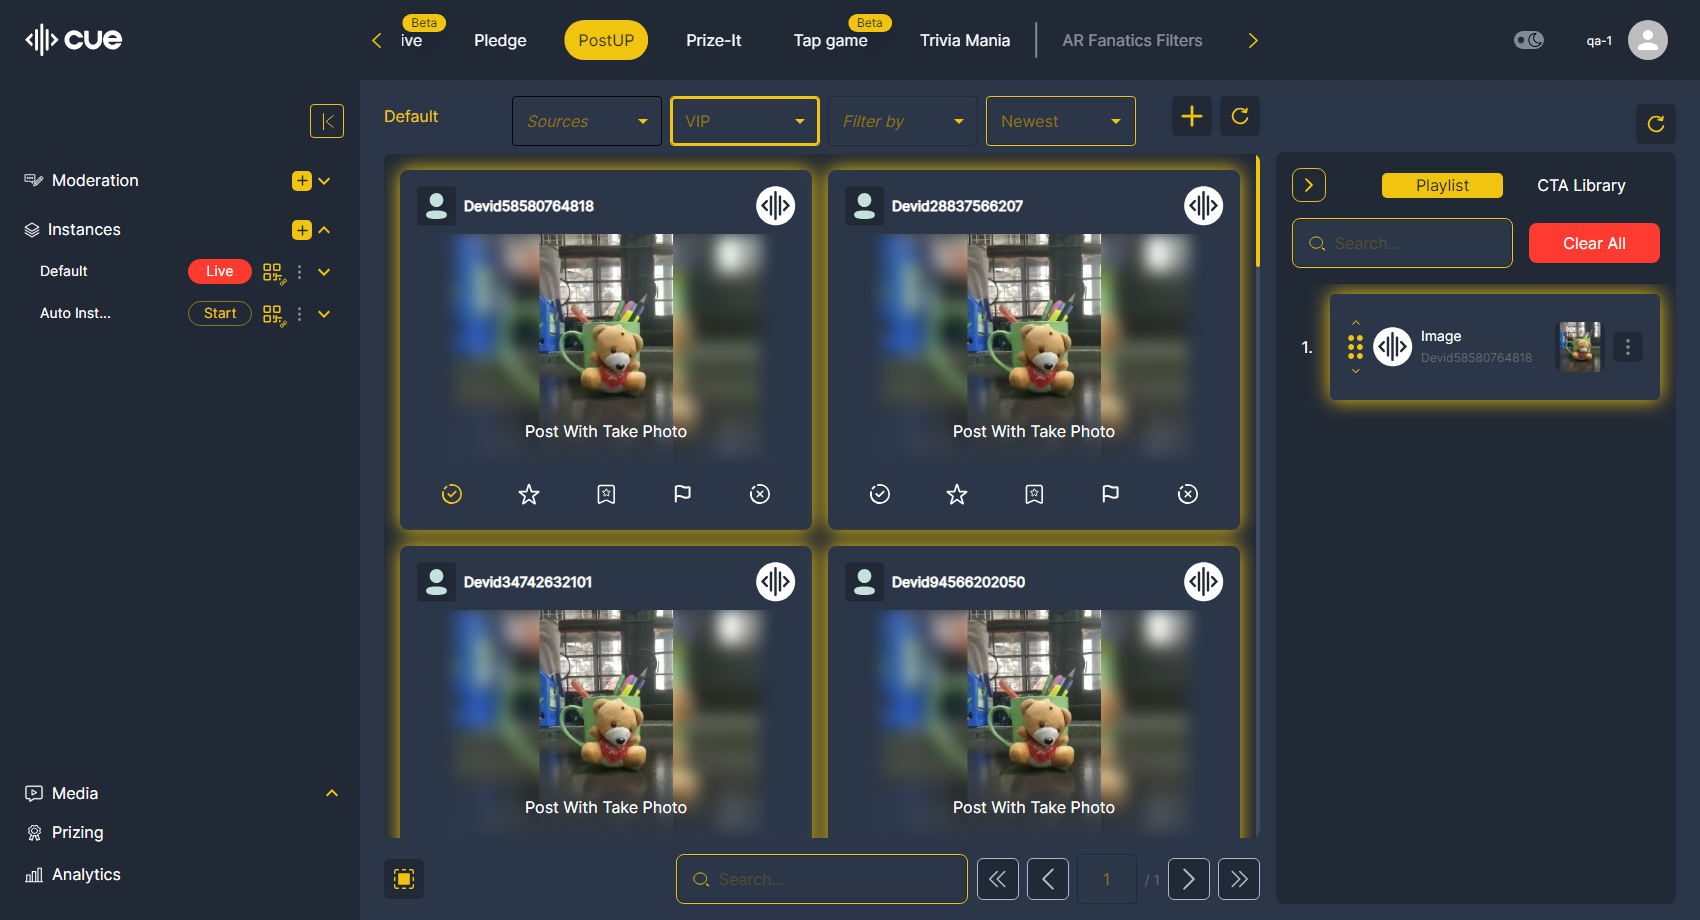 cue
Beta
ive
Pledge
PostUP
Prize-It
Beta
Tap game
Trivia Mania
AR Fanatics Filters
qa-1
Moderation
Instances
Default
Live
Auto Inst...
Start
Media
Prizing
Analytics
Default
Sources
VIP
Filter by
Newest
Devid58580764818
Post With Take Photo
Devid28837566207
Post With Take Photo
Devid34742632101
Post With Take Photo
Devid94566202050
Post With Take Photo
Search...
1
/ 1
Playlist
CTA Library
Search...
Clear All
1.
Image
Devid58580764818